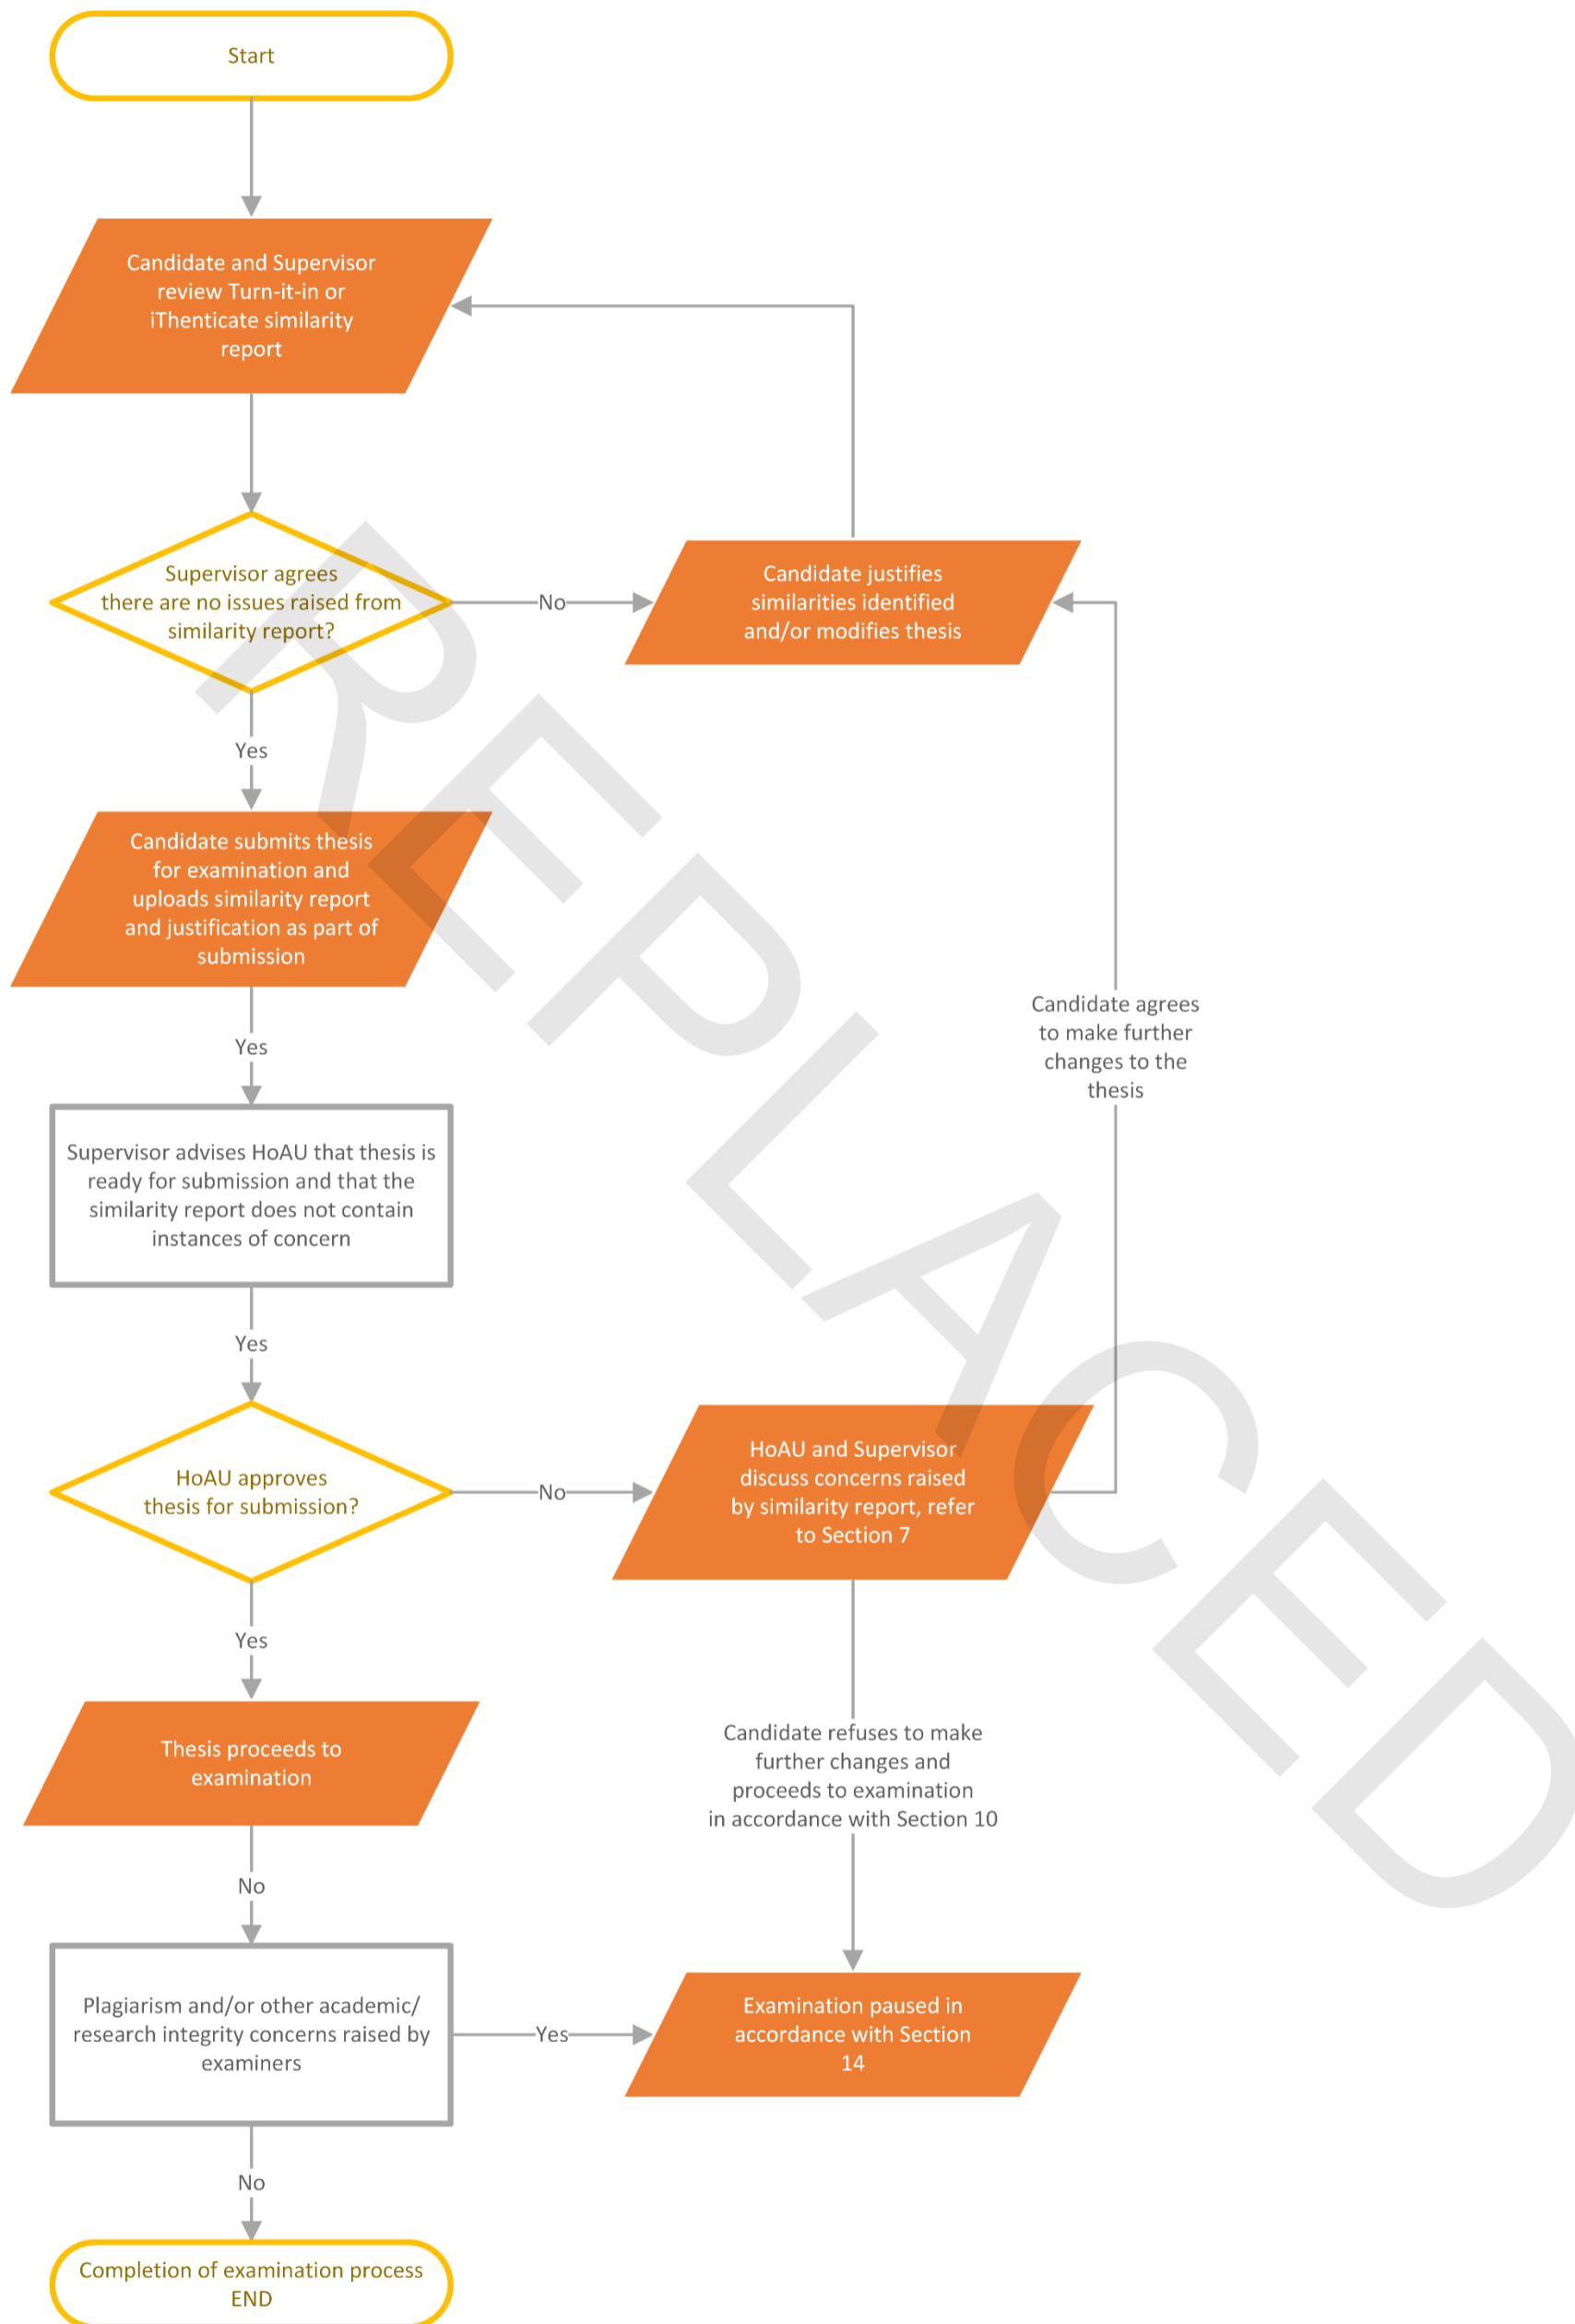 Start
Candidate and Supervisor
review Turn-it-in or
iThenticate similarity
report
Supervisor agrees
there are no issues raised from
similarity report?
No
Candidate justifies
similarities identified
and/or modifies thesis
Yes
Candidate submits thesis
for examination and
uploads similarity report
and justification as part of
submission
Candidate agrees
to make further
changes to the
thesis
Yes
Supervisor advises HoAU that thesis is
ready for submission and that the
similarity report does not contain
instances of concern
Yes
HoAU approves
thesis for submission?
No
HoAU and Supervisor
discuss concerns raised
by similarity report, refer
to Section 7
Yes
Thesis proceeds to
examination
Candidate refuses to make
further changes and
proceeds to examination
in accordance with Section 10
No
Plagiarism and/or other academic/
research integrity concerns raised by
examiners
Yes
Examination paused in
accordance with Section
14
No
Completion of examination process
END
REPLACED